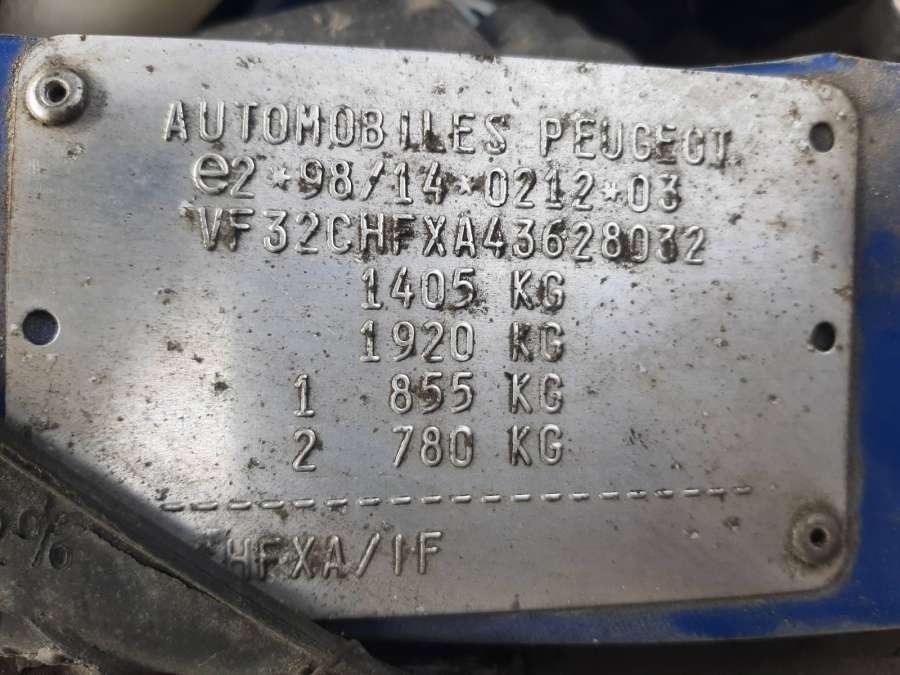 AUTOMOBILES PEUGEOT
e2*98/14*0212*03
VF32CHFXA43628032
1405 KG
1920 KG
1 855 KG
2 780 KG
HFXA/IF